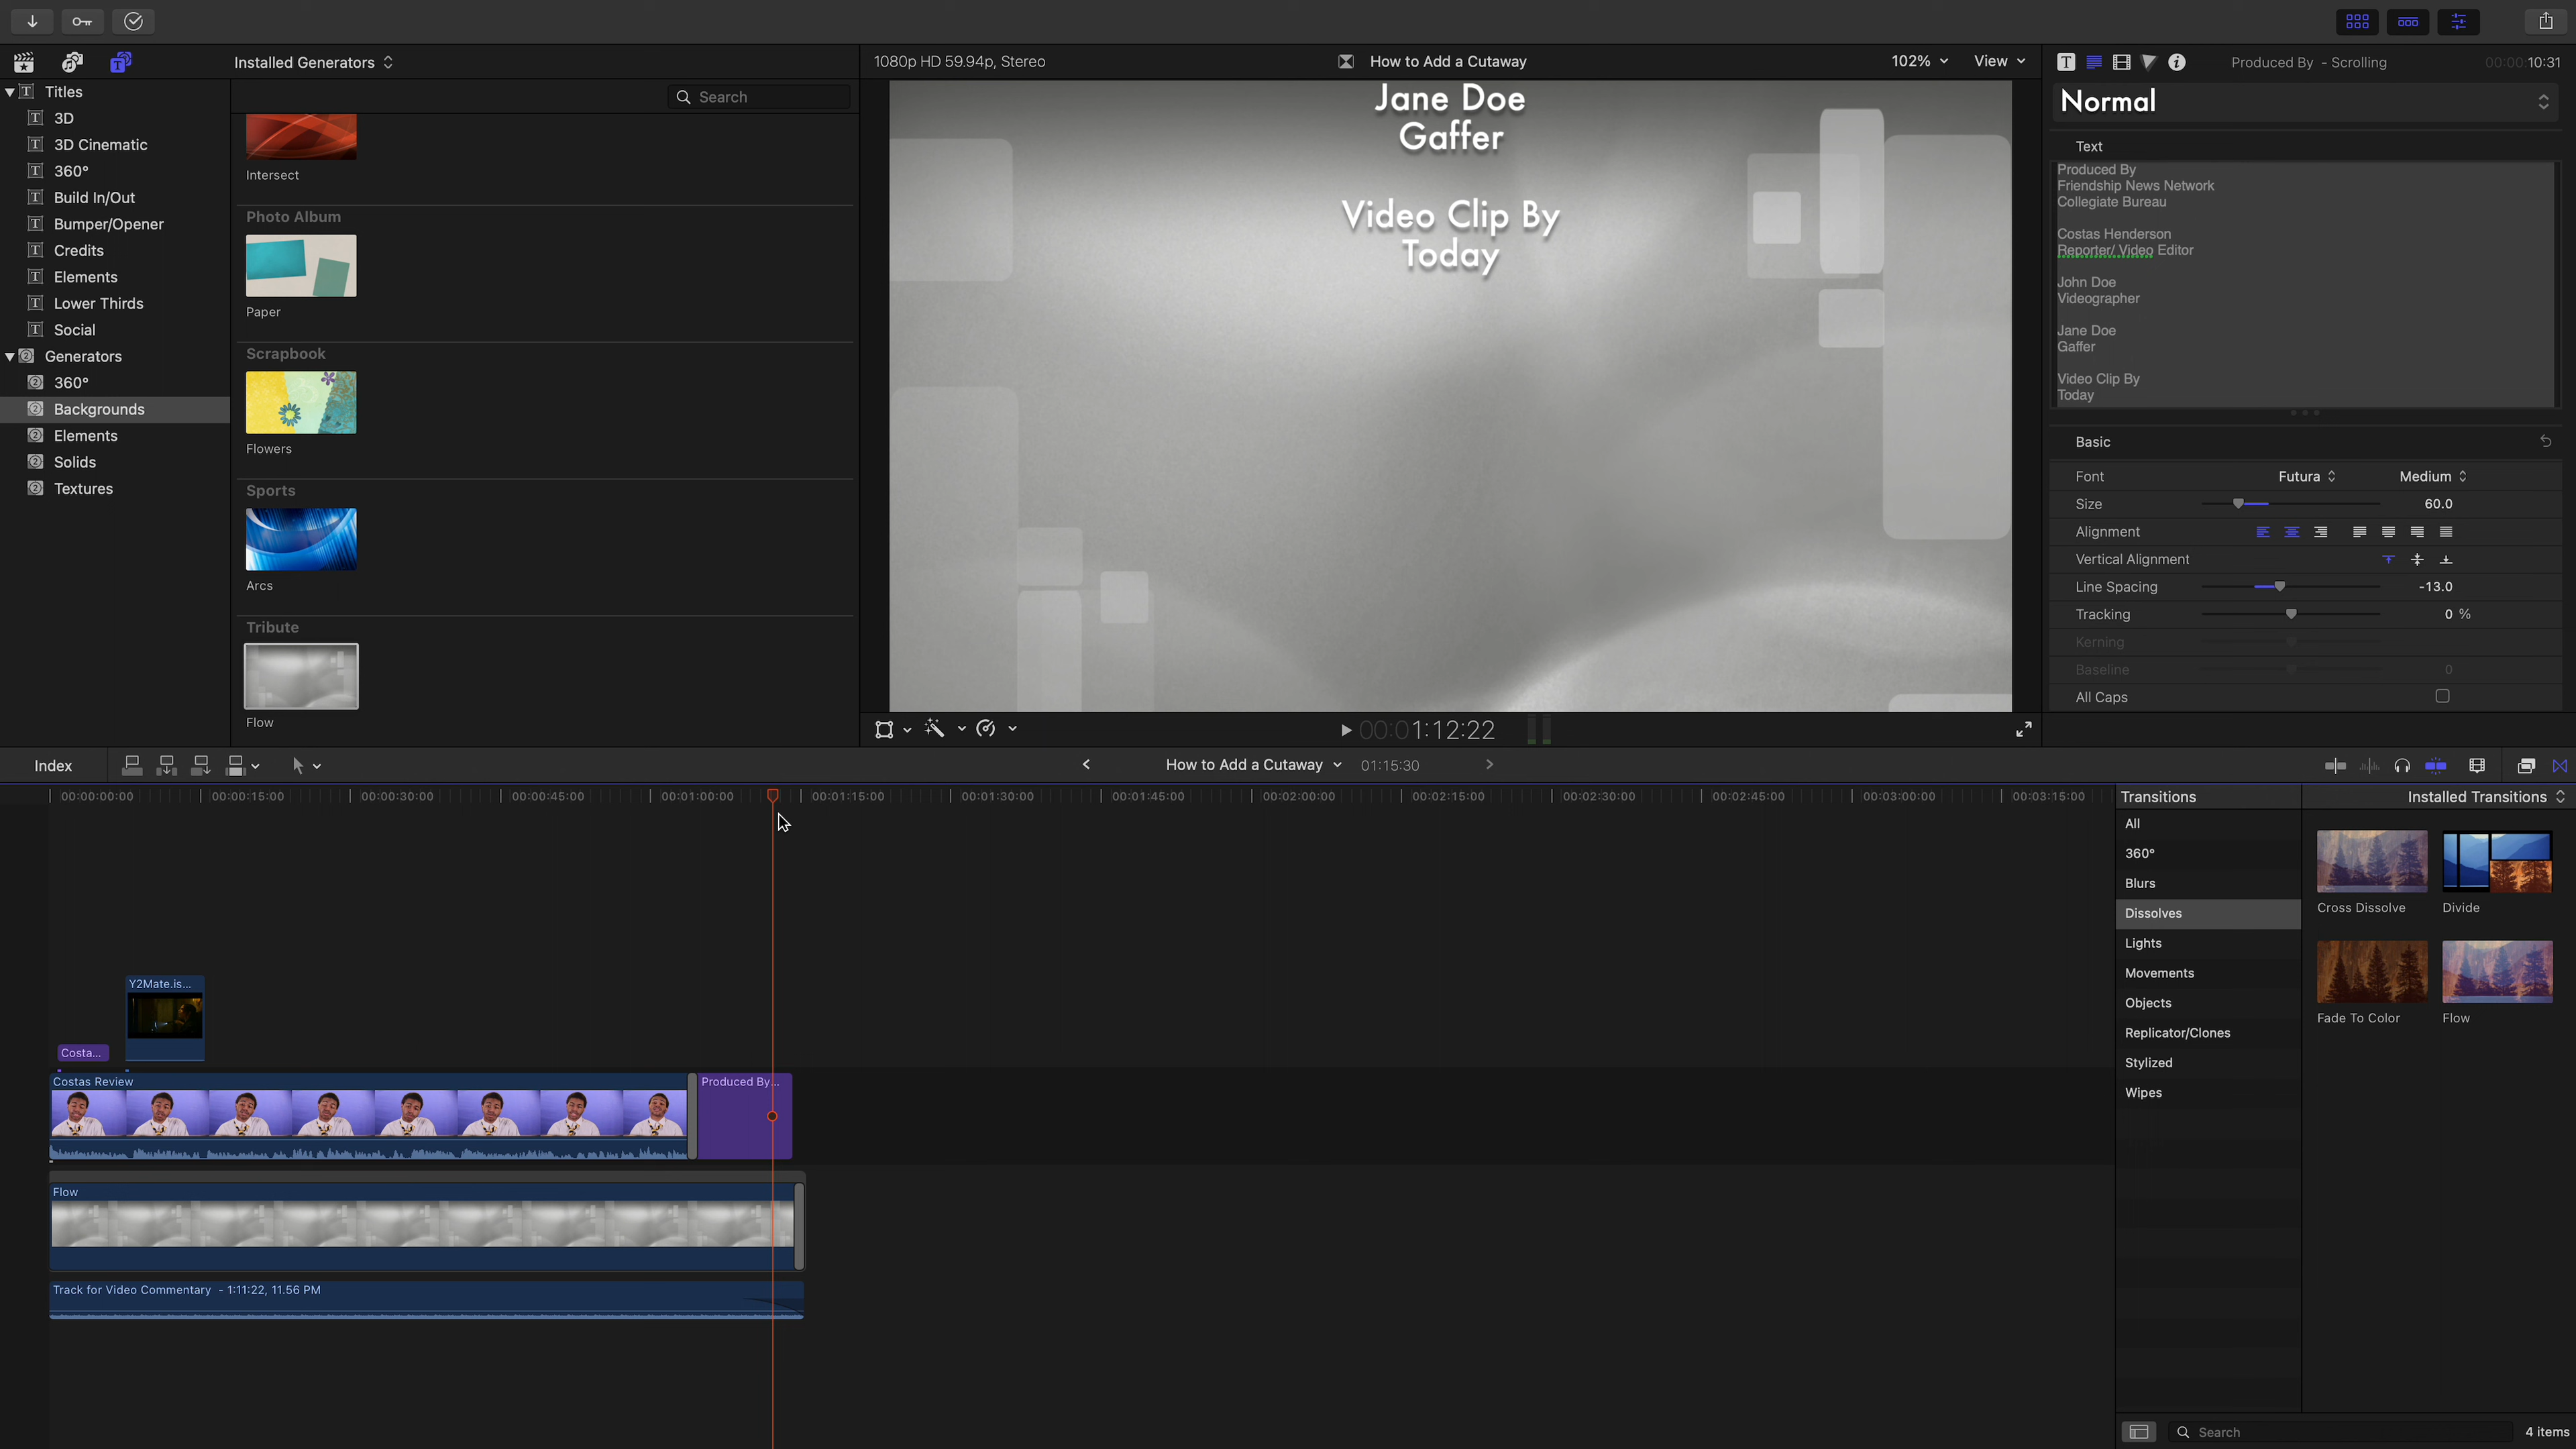 Installed Generators
1080p HD 59.94p, Stereo
How to Add a Cutaway
102%
View
Produced By - Scrolling
00:00:10:31
Titles
3D
3D Cinematic
360°
Build In/Out
Bumper/Opener
Credits
Elements
Lower Thirds
Social
Generators
360°
Backgrounds
Elements
Solids
Textures
Search
Intersect
Photo Album
Paper
Scrapbook
Flowers
Sports
Arcs
Tribute
Flow
Jane Doe
Gaffer
Video Clip By
Today
00:01:12:22
Normal
Text
Produced By
Friendship News Network
Collegiate Bureau
Costas Henderson
Reporter/ Video Editor
John Doe
Videographer
Jane Doe
Gaffer
Video Clip By
Today
Basic
Font Futura Medium
Size 60.0
Alignment
Vertical Alignment
Line Spacing -13.0
Tracking 0 %
Kerning
Baseline 0
All Caps
Index
How to Add a Cutaway
01:15:30
00:00:00:00 00:00:15:00 00:00:30:00 00:00:45:00 00:01:00:00 00:01:15:00 00:01:30:00 00:01:45:00 00:02:00:00 00:02:15:00 00:02:30:00 00:02:45:00 00:03:00:00 00:03:15:00
Y2Mate.is...
Costa...
Costas Review
Produced By...
Flow
Track for Video Commentary - 1:11:22, 11.56 PM
Transitions
All
360°
Blurs
Dissolves
Lights
Movements
Objects
Replicator/Clones
Stylized
Wipes
Installed Transitions
Cross Dissolve
Divide
Fade To Color
Flow
Search
4 items